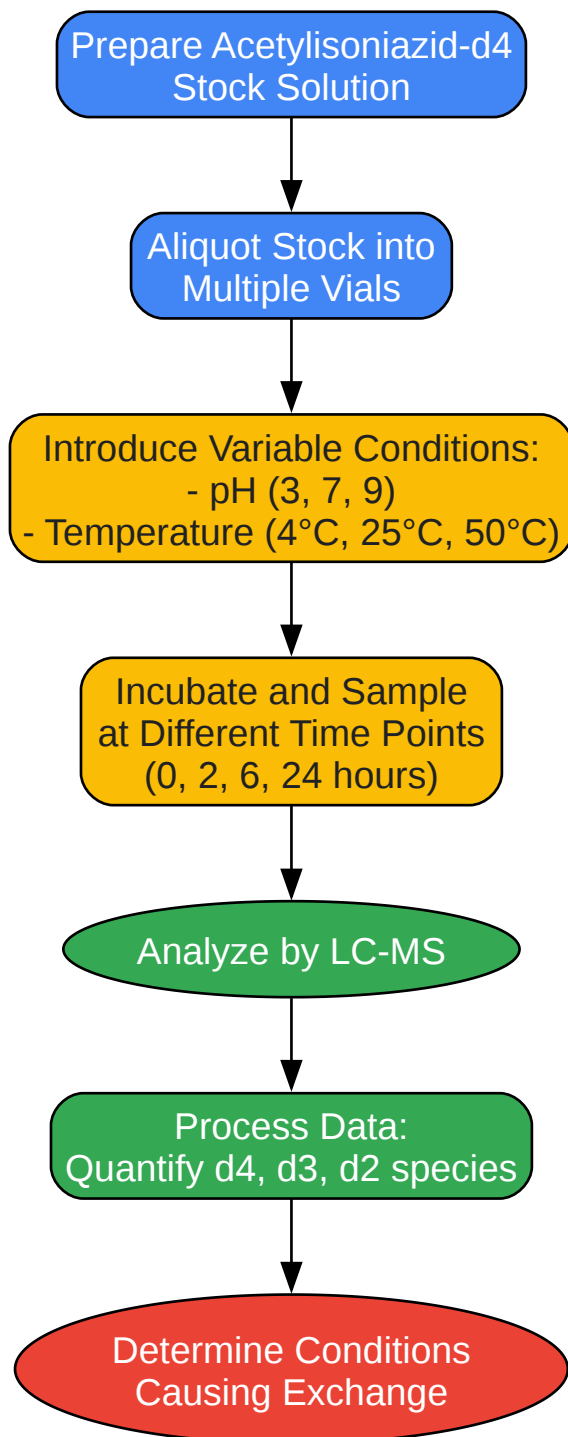 Prepare Acetylisoniazid-d4
Stock Solution
Aliquot Stock into
Multiple Vials
Introduce Variable Conditions:
- pH (3, 7, 9)
- Temperature (4°C, 25°C, 50°C)
Incubate and Sample
at Different Time Points
(0, 2, 6, 24 hours)
Analyze by LC-MS
Process Data:
Quantify d4, d3, d2 species
Determine Conditions
Causing Exchange